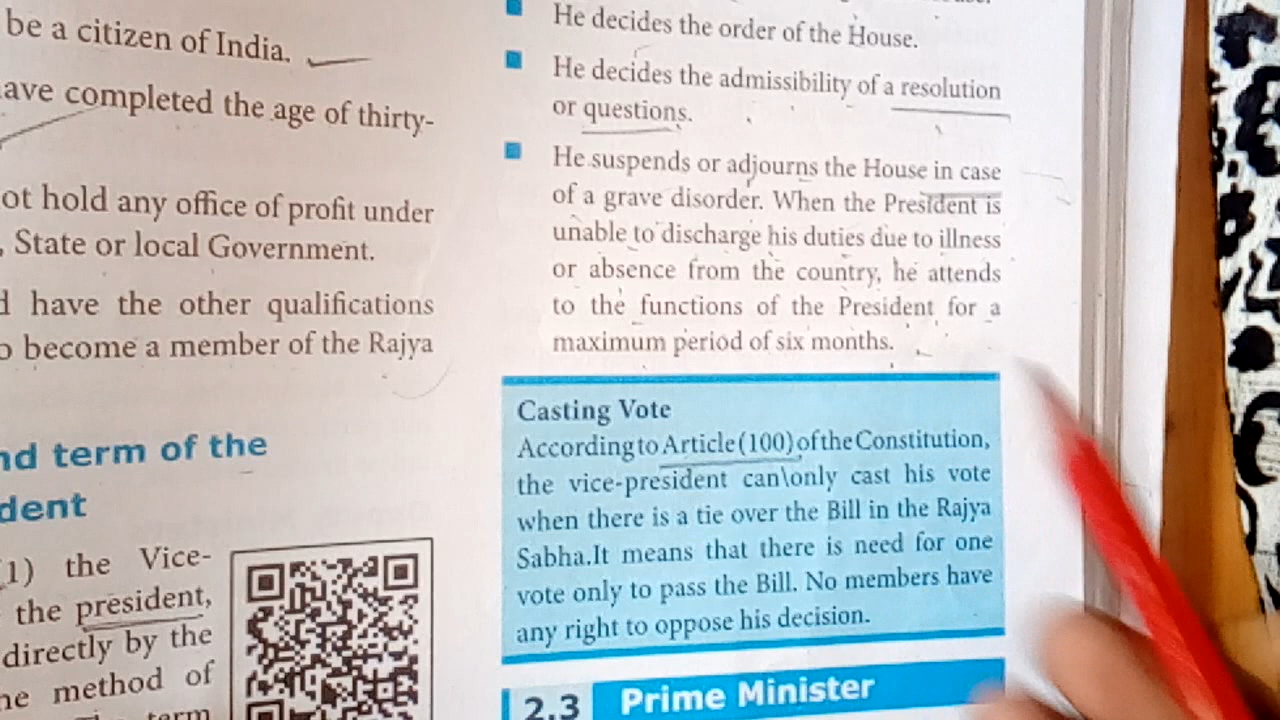 be a citizen of India.
have completed the age of thirty-
not hold any office of profit under
, State or local Government.
have the other qualifications
become a member of the Rajya
term of the
(1) the Vice-
the president,
directly by the
method of
term
He decides the order of the House.
He decides the admissibility of a resolution
or questions.
He suspends or adjourns the House in case
of a grave disorder. When the President is
unable to discharge his duties due to illness
or absence from the country, he attends
to the functions of the President for a
maximum period of six months.
Casting Vote
According to Article (100) of the Constitution,
the vice-president can\only cast his vote
when there is a tie over the Bill in the Rajya
Sabha.It means that there is need for one
vote only to pass the Bill. No members have
any right to oppose his decision.
2.3 Prime Minister